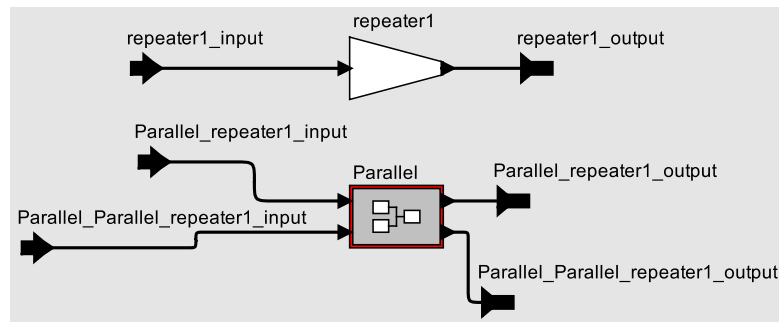 repeater1
repeater1_input
repeater1_output
Parallel_repeater1_input
Parallel
Parallel_repeater1_output
Parallel_Parallel_repeater1_input
Parallel_Parallel_repeater1_output